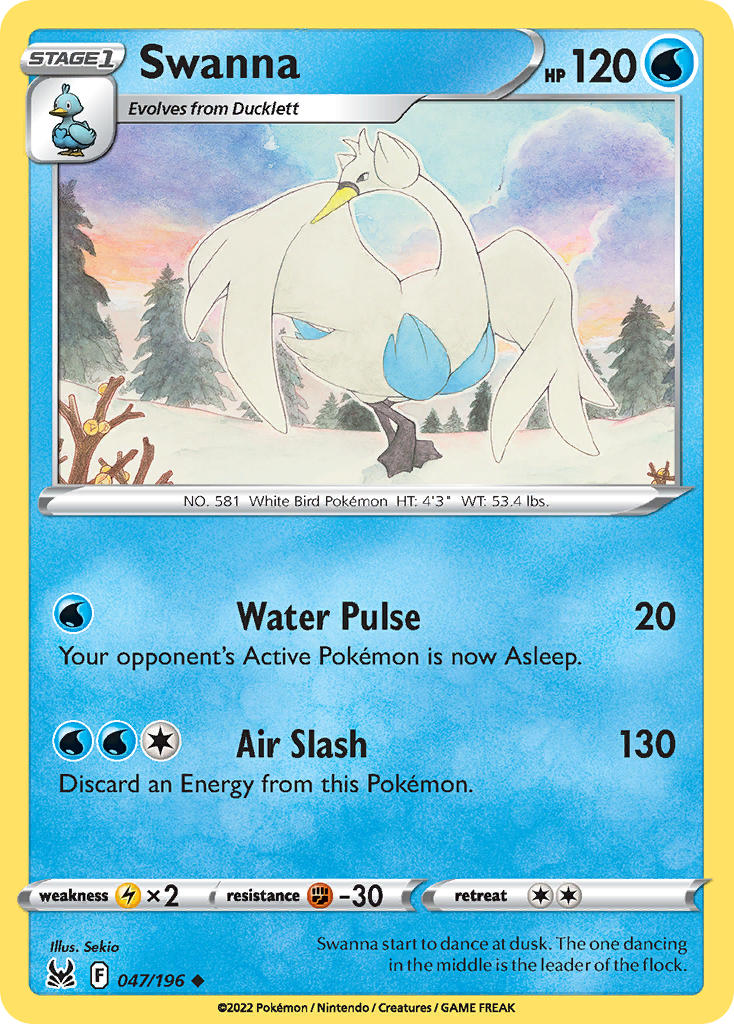 STAGE1
Swanna
HP 120
Evolves from Ducklett
NO. 581 White Bird Pokémon HT: 4'3" WT: 53.4 lbs.
Water Pulse 20
Your opponent's Active Pokémon is now Asleep.
Air Slash 130
Discard an Energy from this Pokémon.
weakness ×2 resistance -30 retreat
Illus. Sekio
Swanna start to dance at dusk. The one dancing
in the middle is the leader of the flock.
F 047/196
©2022 Pokémon / Nintendo / Creatures / GAME FREAK